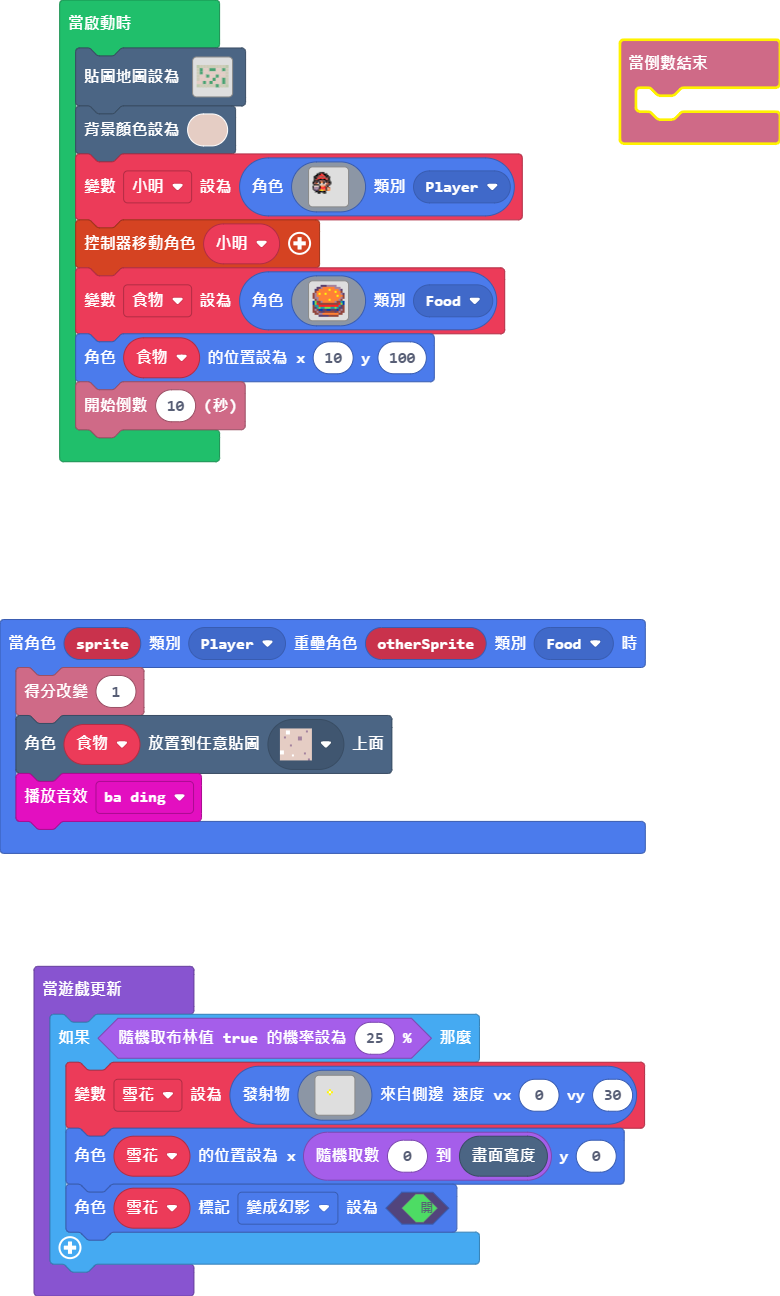 當啟動時
貼圖地圖設為
背景顏色設為
變數 小明 設為 角色 類別 Player
控制器移動角色 小明
變數 食物 設為 角色 類別 Food
角色 食物 的位置設為 x 10 y 100
開始倒數 10 (秒)
當倒數結束
當角色 sprite 類別 Player 重疊角色 otherSprite 類別 Food 時
得分改變 1
角色 食物 放置到任意貼圖 上面
播放音效 ba ding
當遊戲更新
如果 隨機取布林值 true 的機率設為 25 % 那麼
變數 雪花 設為 發射物 來自側邊 速度 vx 0 vy 30
角色 雪花 的位置設為 x 隨機取數 0 到 畫面寬度 y 0
角色 雪花 標記 變成幻影 設為 開